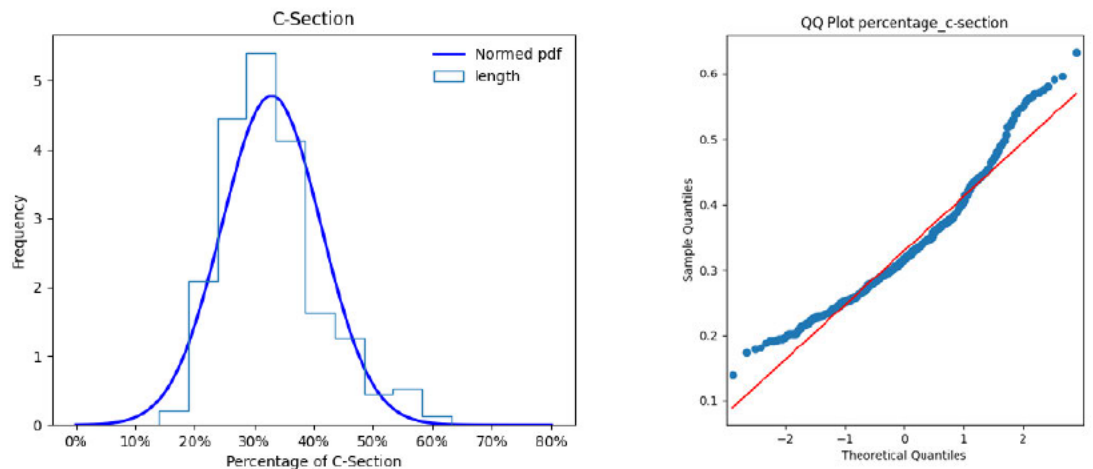 C-Section
Normed pdf
length
Frequency
5
4
3
2
1
0
0% 10% 20% 30% 40% 50% 60% 70% 80%
Percentage of C-Section
QQ Plot percentage_c-section
Sample Quantiles
0.6
0.5
0.4
0.3
0.2
0.1
−2 −1 0 1 2
Theoretical Quantiles